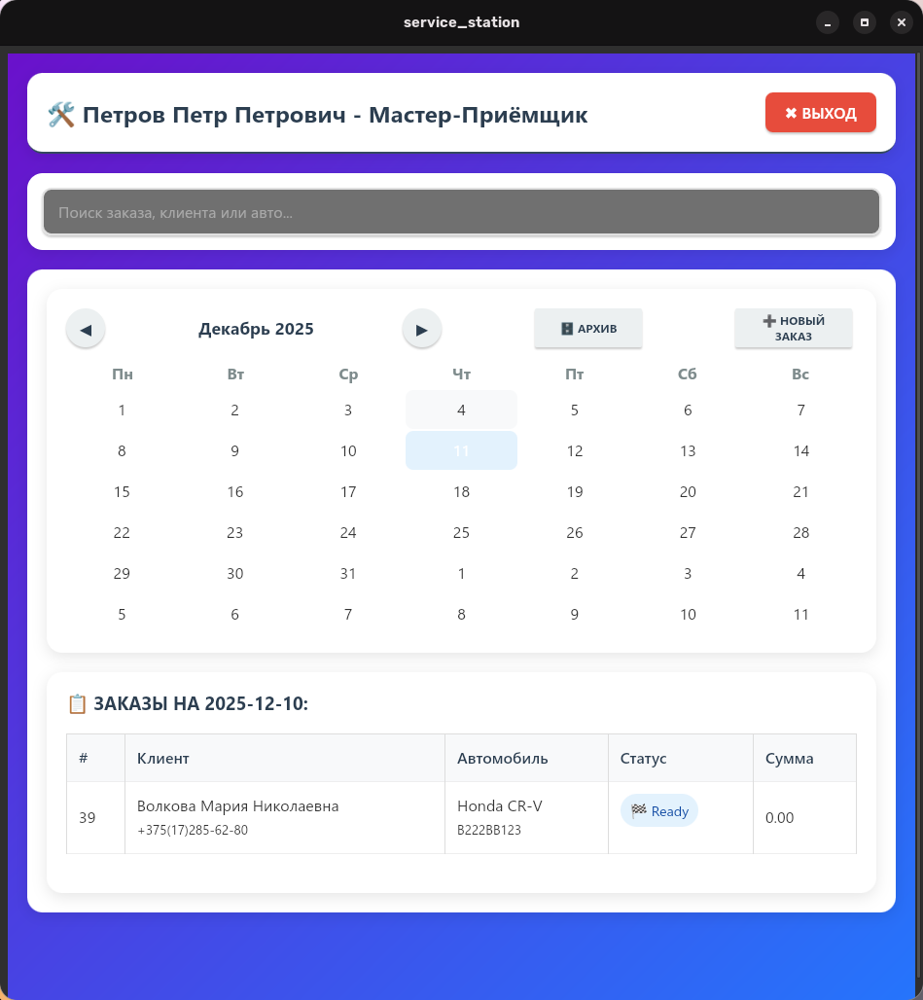 service_station
🛠️ Петров Петр Петрович - Мастер-Приёмщик
✖ ВЫХОД
Поиск заказа, клиента или авто...
◀ Декабрь 2025 ▶
🗄️ АРХИВ
➕ НОВЫЙ
ЗАКАЗ
Пн Вт Ср Чт Пт Сб Вс
1 2 3 4 5 6 7
8 9 10 11 12 13 14
15 16 17 18 19 20 21
22 23 24 25 26 27 28
29 30 31 1 2 3 4
5 6 7 8 9 10 11
📋 ЗАКАЗЫ НА 2025-12-10:
# Клиент Автомобиль Статус Сумма
39 Волкова Мария Николаевна Honda CR-V 🏁 Ready 0.00
+375(17)285-62-80 B222BB123